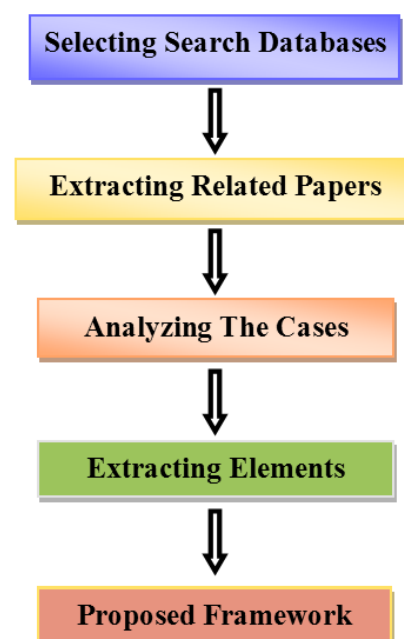 Selecting Search Databases
Extracting Related Papers
Analyzing The Cases
Extracting Elements
Proposed Framework